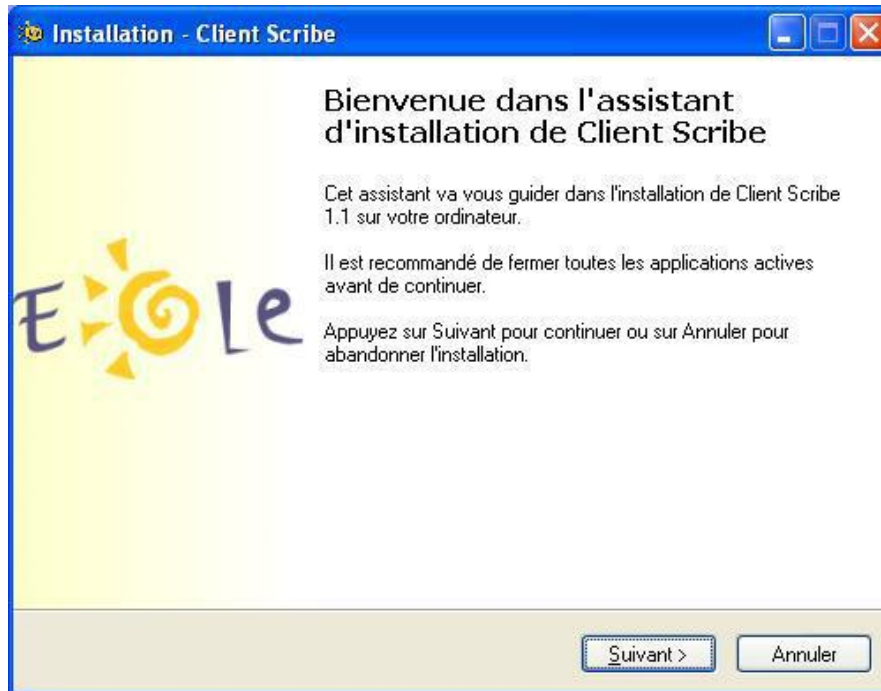 Installation - Client Scribe
Bienvenue dans l'assistant
d'installation de Client Scribe
Cet assistant va vous guider dans l'installation de Client Scribe
1.1 sur votre ordinateur.
Il est recommandé de fermer toutes les applications actives
avant de continuer.
Appuyez sur Suivant pour continuer ou sur Annuler pour
abandonner l'installation.
Eole
Suivant >
Annuler